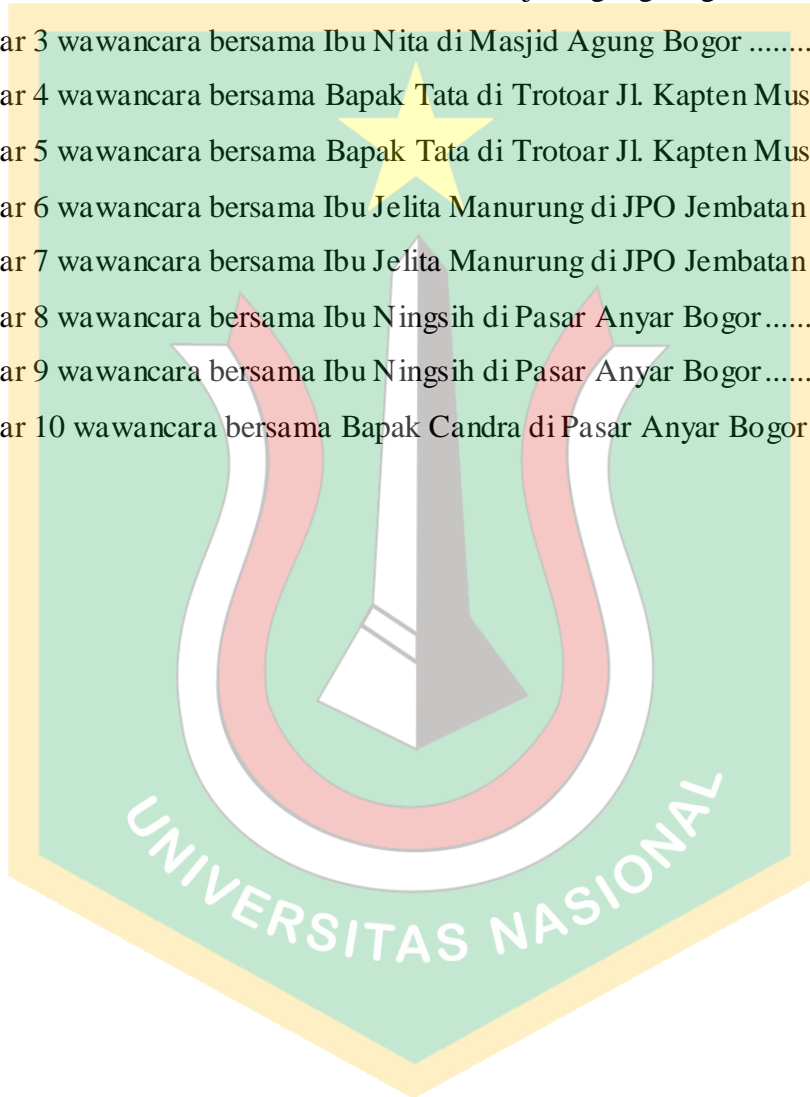 ar 3 wawancara bersama Ibu Nita di Masjid Agung Bogor ........
ar 4 wawancara bersama Bapak Tata di Trotoar Jl. Kapten Mus
ar 5 wawancara bersama Bapak Tata di Trotoar Jl. Kapten Mus
ar 6 wawancara bersama Ibu Jelita Manurung di JPO Jembatan
ar 7 wawancara bersama Ibu Jelita Manurung di JPO Jembatan
ar 8 wawancara bersama Ibu Ningsih di Pasar Anyar Bogor ......
ar 9 wawancara bersama Ibu Ningsih di Pasar Anyar Bogor ......
ar 10 wawancara bersama Bapak Candra di Pasar Anyar Bogor
UNIVERSITAS NASIONAL